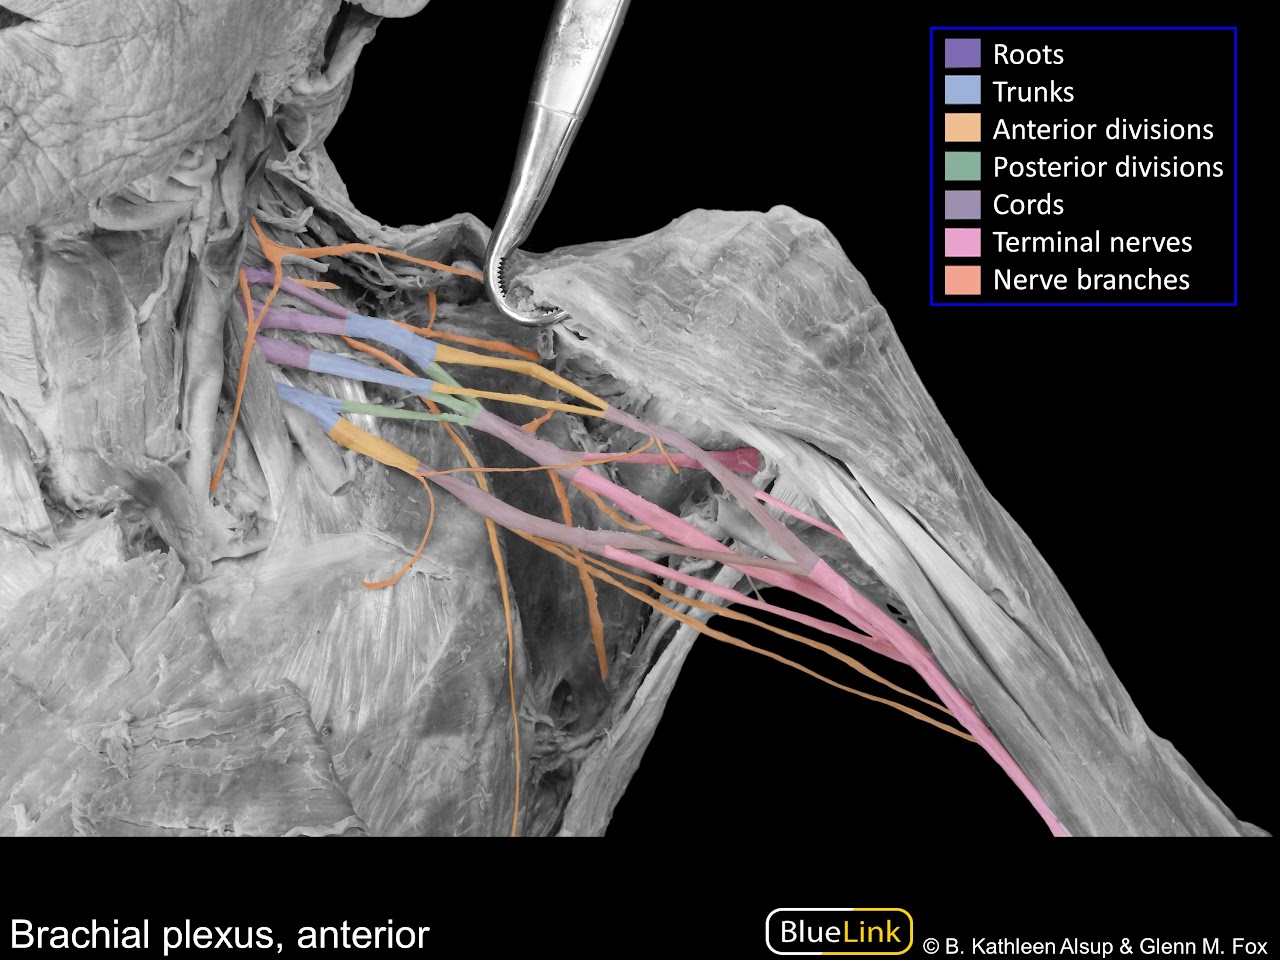 Roots
Trunks
Anterior divisions
Posterior divisions
Cords
Terminal nerves
Nerve branches
Brachial plexus, anterior
BlueLink
© B. Kathleen Alsup & Glenn M. Fox